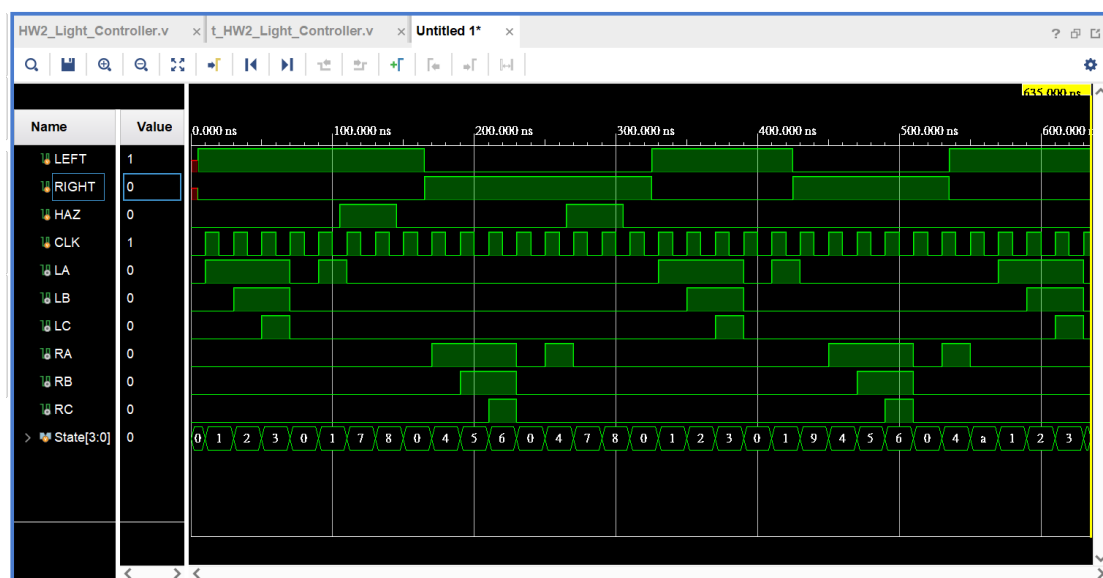 HW2_Light_Controller.v × t_HW2_Light_Controller.v × Untitled 1* × ?
635.000 ns
Name Value 0.000 ns 100.000 ns 200.000 ns 300.000 ns 400.000 ns 500.000 ns 600.000
LEFT 1
RIGHT 0
HAZ 0
CLK 1
LA 0
LB 0
LC 0
RA 0
RB 0
RC 0
State[3:0] 0 0 1 2 3 0 1 7 8 0 4 5 6 0 4 7 8 0 1 2 3 0 1 9 4 5 6 0 4 a 1 2 3